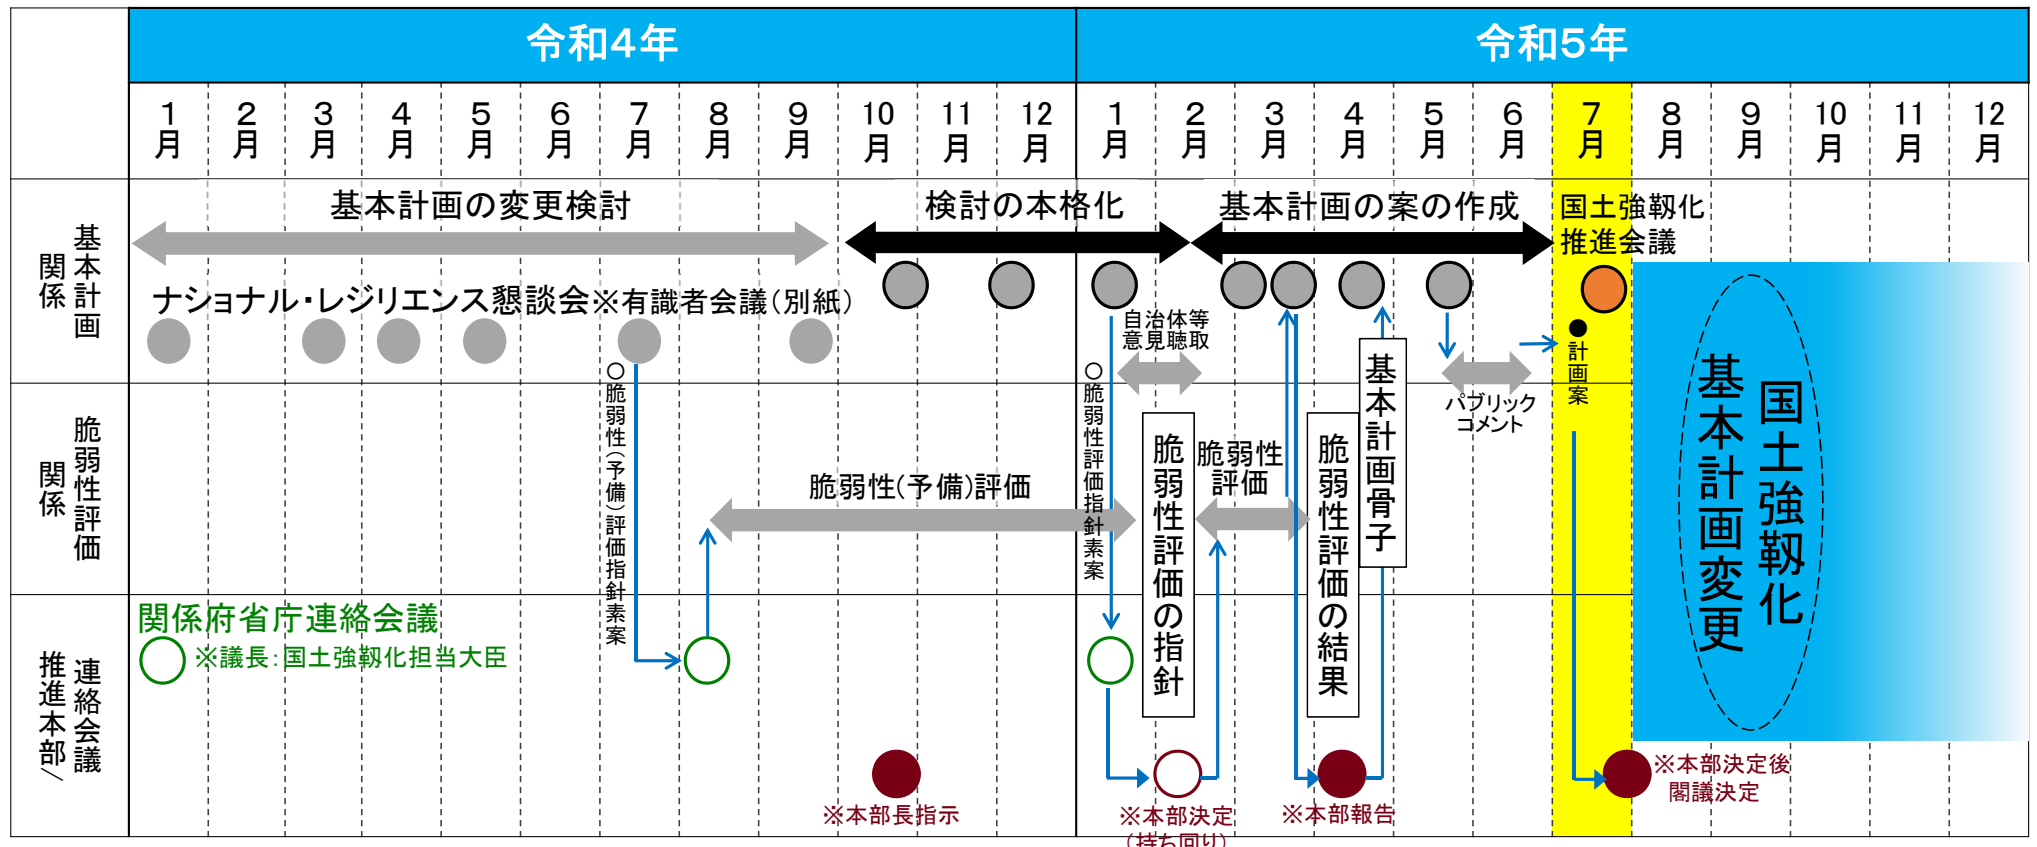 令和4年
令和5年
1月
2月
3月
4月
5月
6月
7月
8月
9月
10月
11月
12月
1月
2月
3月
4月
5月
6月
7月
8月
9月
10月
11月
12月
基本計画
関係
基本計画の変更検討
検討の本格化
基本計画の案の作成
国土強靱化
推進会議
ナショナル・レジリエンス懇談会※有識者会議(別紙)
自治体等
意見聴取
パブリック
コメント
●計画案
○脆弱性(予備)評価指針素案
○脆弱性評価指針素案
基本計画骨子
国土強靱化
基本計画変更
脆弱性評価
関係
脆弱性(予備)評価
脆弱性評価の指針
脆弱性
評価
脆弱性評価の結果
連絡会議
推進本部/
関係府省庁連絡会議
※議長:国土強靱化担当大臣
※本部長指示
※本部決定
(持ち回り)
※本部報告
※本部決定後
閣議決定